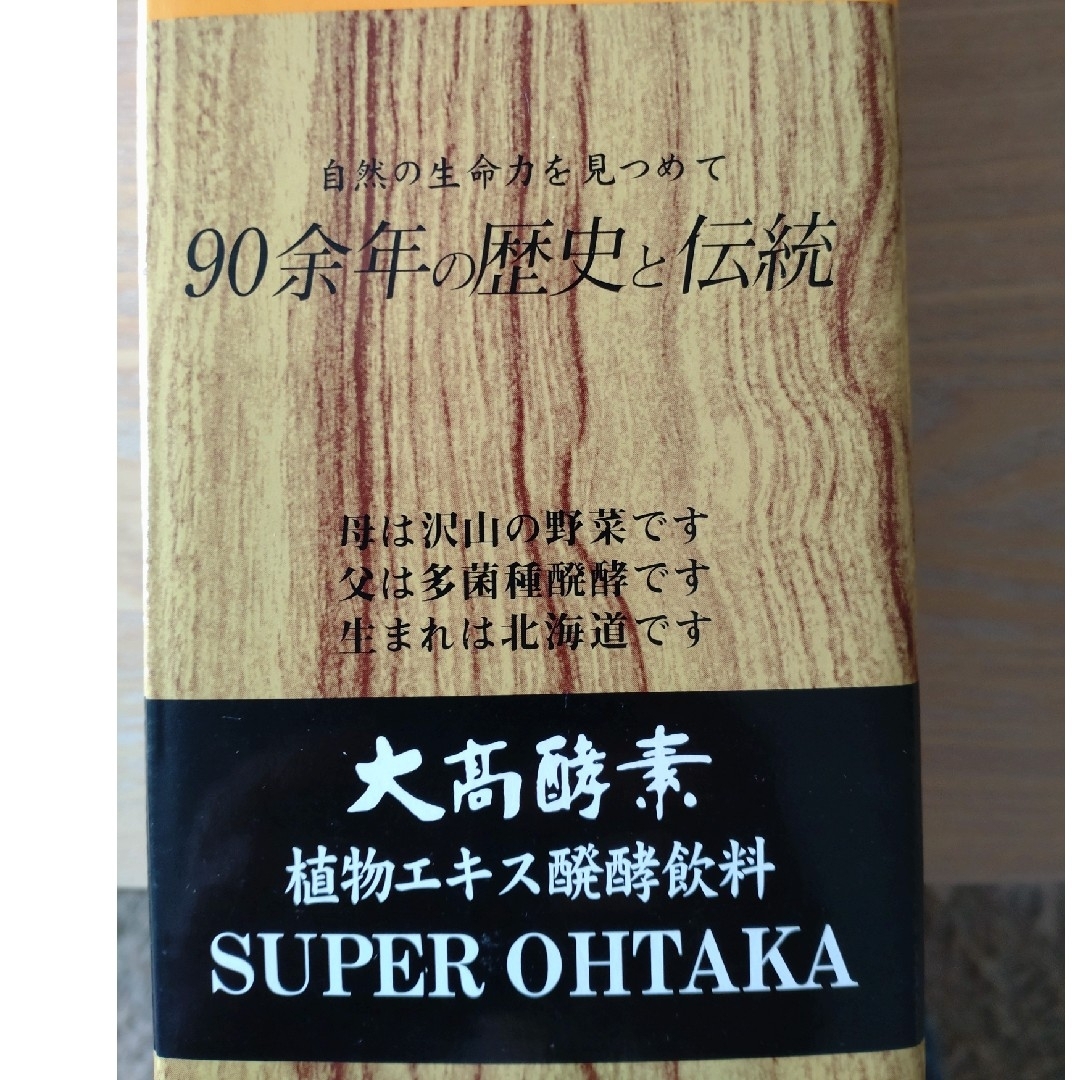 自然の生命力を見つめて
90余年の歴史と伝統
母は沢山の野菜です
父は多菌種醗酵です
生まれは北海道です
大髙酵素
植物エキス醗酵飲料
SUPER OHTAKA